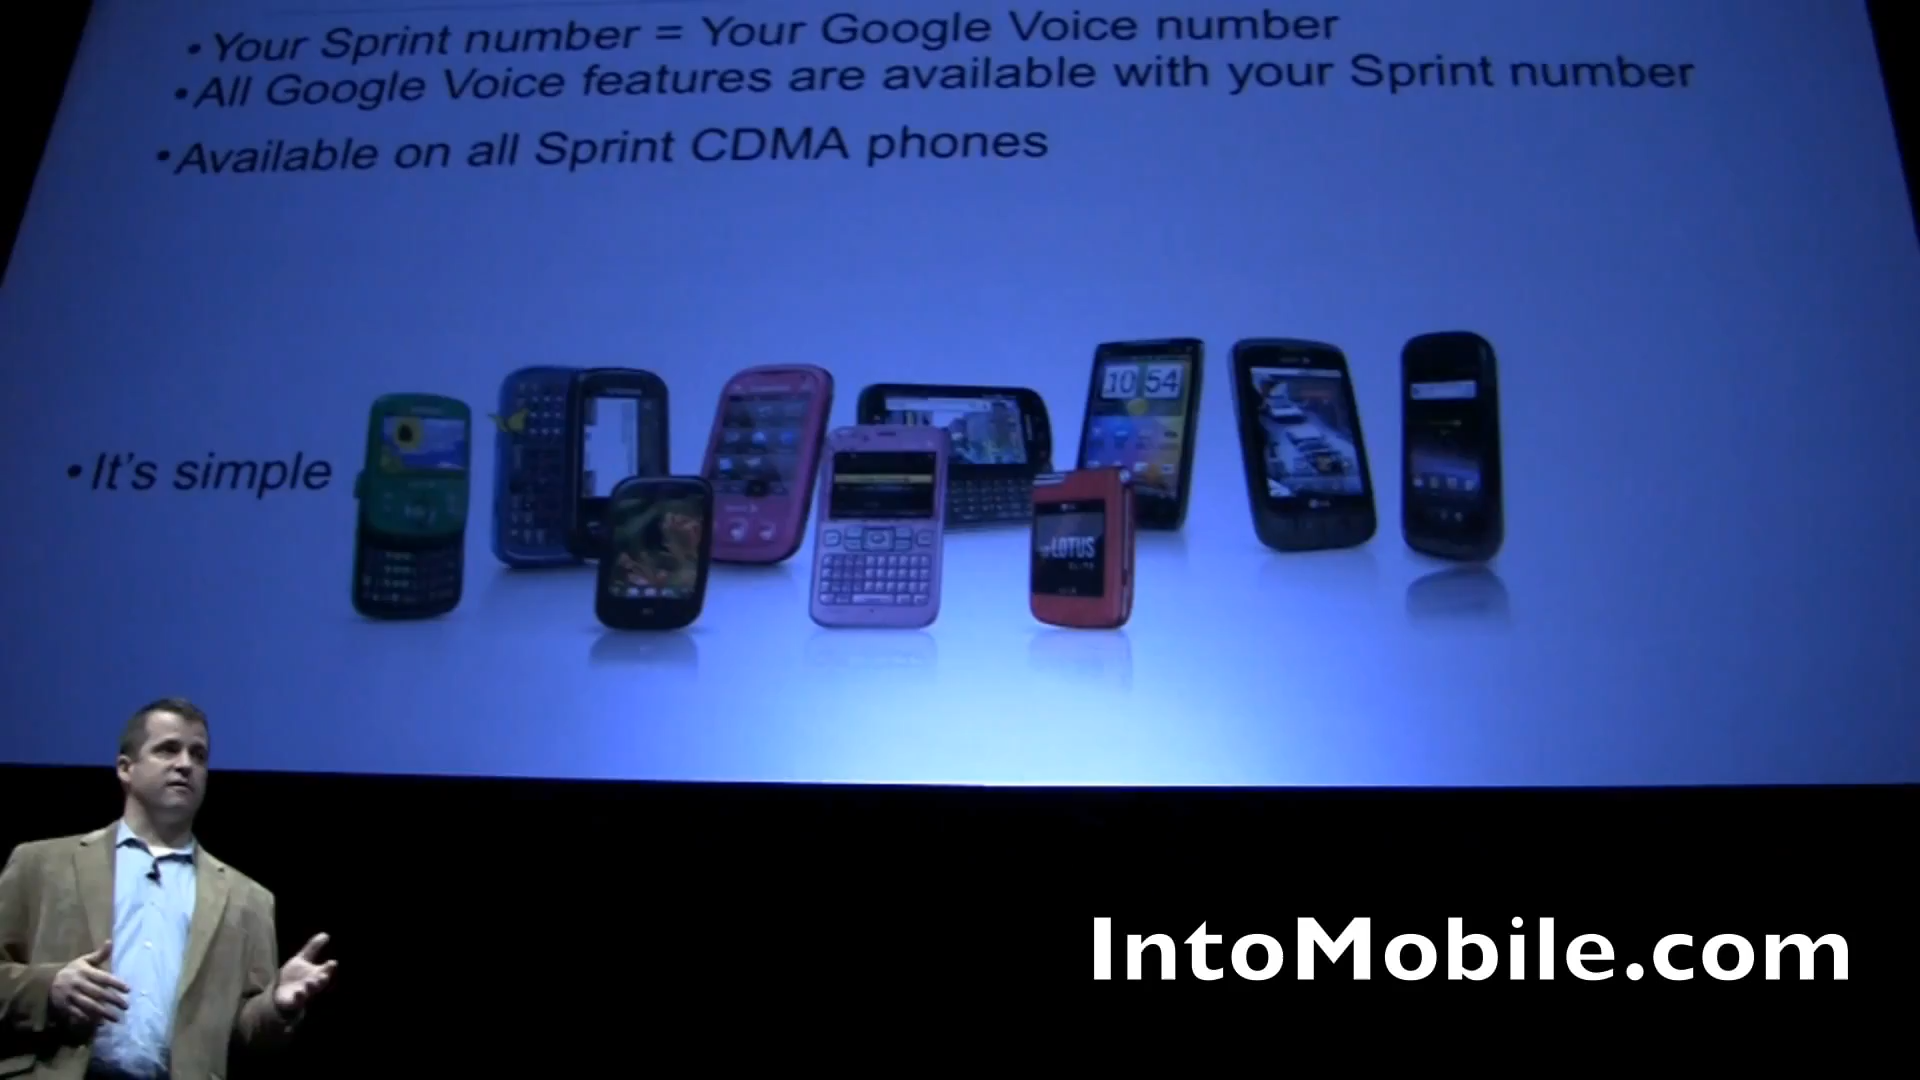 • Your Sprint number = Your Google Voice number
• All Google Voice features are available with your Sprint number
• Available on all Sprint CDMA phones
• It's simple
10 54
LOTUS
IntoMobile.com